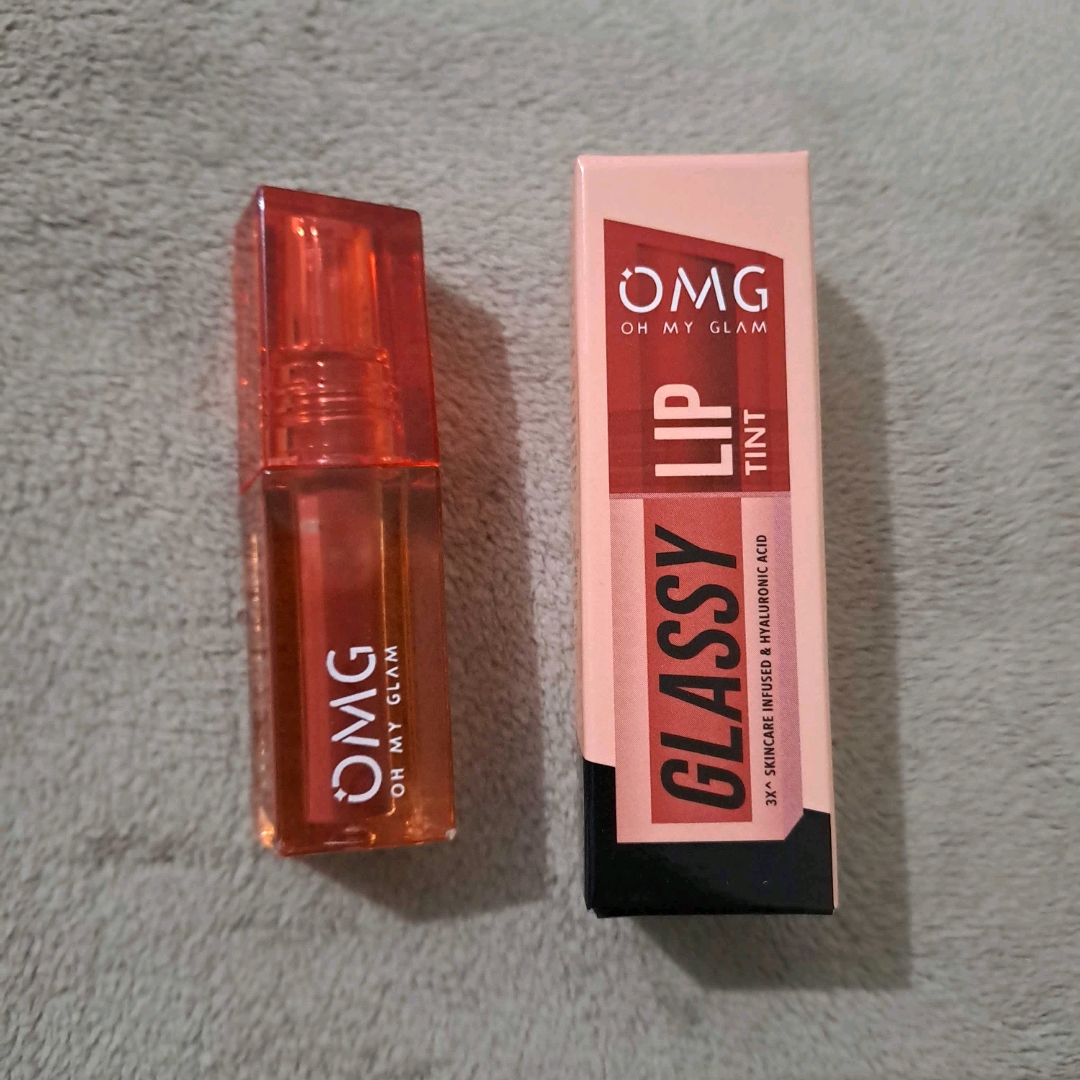 OMG
OH MY GLAM
OMG
OH MY GLAM
LIP
TINT
GLASSY
3X^ SKINCARE INFUSED & HYALURONIC ACID